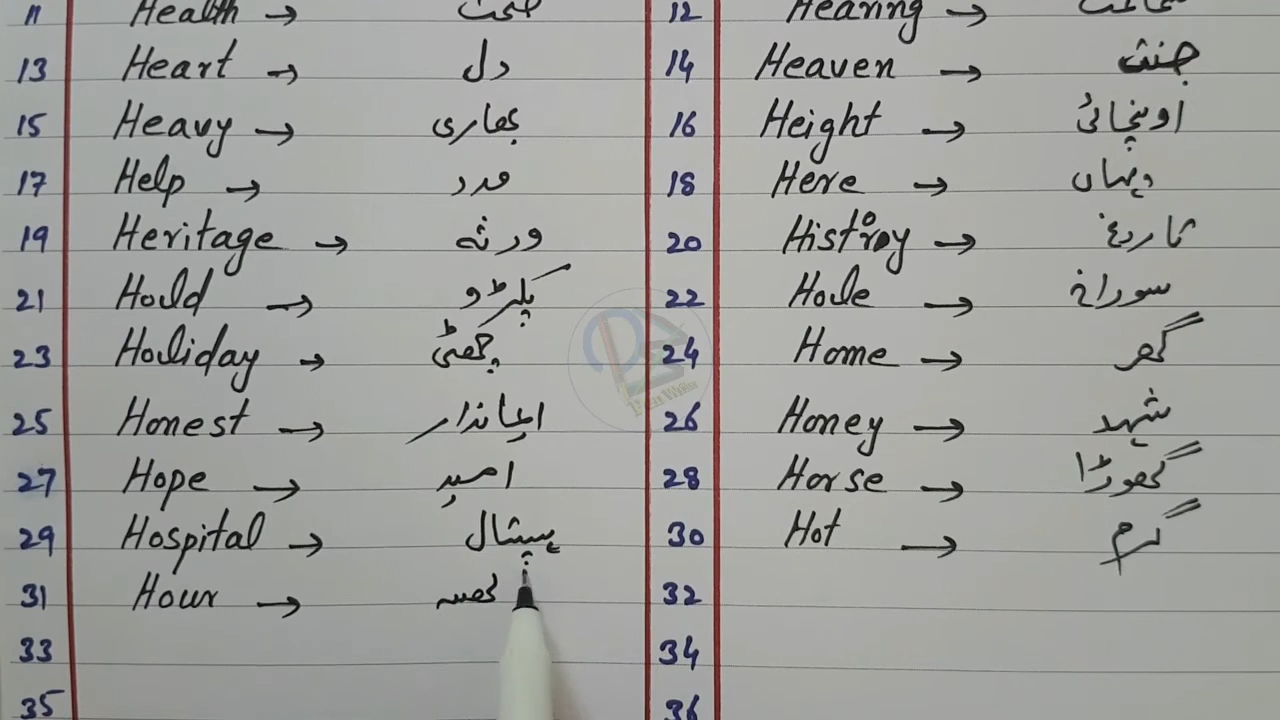 11 Health → صحت 12 Hearing →
13 Heart → دل 14 Heaven → جنت
15 Heavy → بھاری 16 Height → اونچائی
17 Help → مدد 18 Here → یہاں
19 Heritage → ورثہ 20 History → تاریخ
21 Hold → پکڑو 22 Hole → سوراخ
23 Holiday → چھٹی 24 Home → گھر
25 Honest → ایماندار 26 Honey → شہد
27 Hope → امید 28 Horse → گھوڑا
29 Hospital → ہسپتال 30 Hot → گرم
31 Hour → 32
33 34
35 36